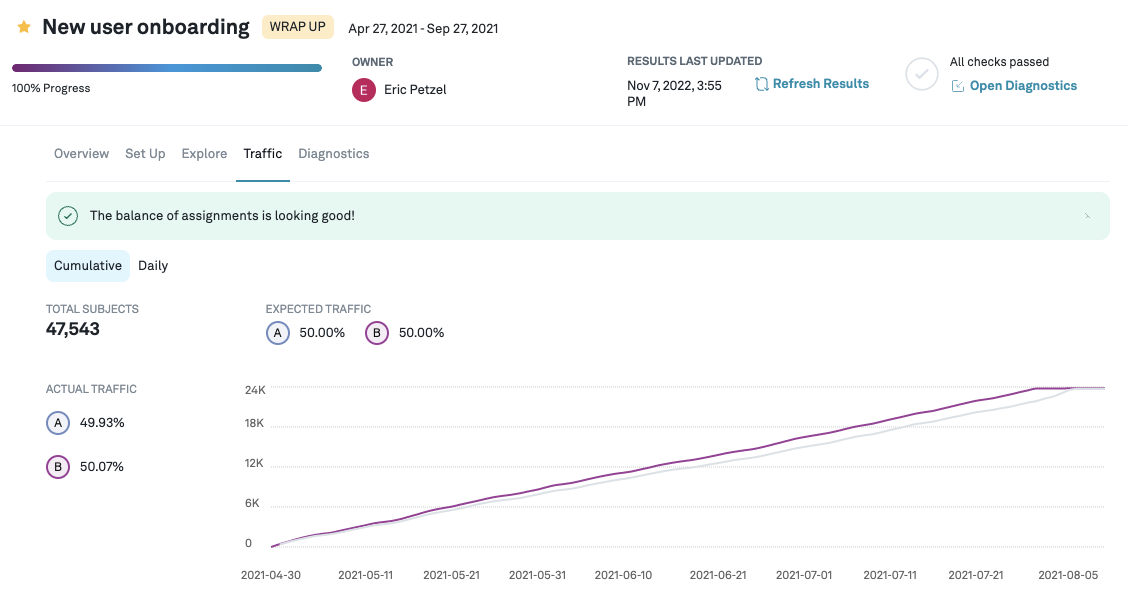 New user onboarding WRAP UP Apr 27, 2021 - Sep 27, 2021
100% Progress
OWNER
E Eric Petzel
RESULTS LAST UPDATED
Nov 7, 2022, 3:55
PM
Refresh Results
All checks passed
Open Diagnostics
Overview Set Up Explore Traffic Diagnostics
The balance of assignments is looking good!
Cumulative Daily
TOTAL SUBJECTS
47,543
EXPECTED TRAFFIC
A 50.00% B 50.00%
ACTUAL TRAFFIC
A 49.93%
B 50.07%
24K
18K
12K
6K
0
2021-04-30 2021-05-11 2021-05-21 2021-05-31 2021-06-10 2021-06-21 2021-07-01 2021-07-11 2021-07-21 2021-08-05